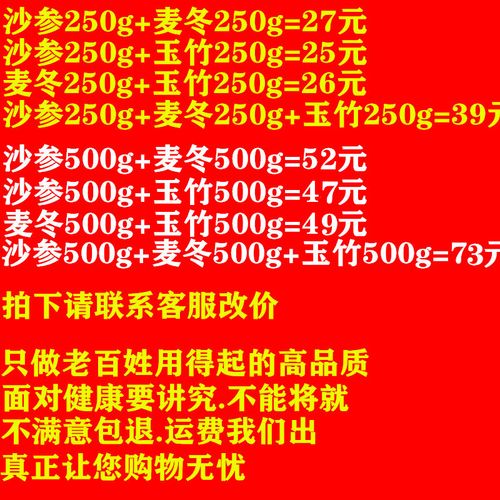 沙参250g+麦冬250g=27元
沙参250g+玉竹250g=25元
麦冬250g+玉竹250g=26元
沙参250g+麦冬250g+玉竹250g=39元
沙参500g+麦冬500g=52元
沙参500g+玉竹500g=47元
麦冬500g+玉竹500g=49元
沙参500g+麦冬500g+玉竹500g=73元
拍下请联系客服改价
只做老百姓用得起的高品质
面对健康要讲究.不能将就
不满意包退.运费我们出
真正让您购物无忧